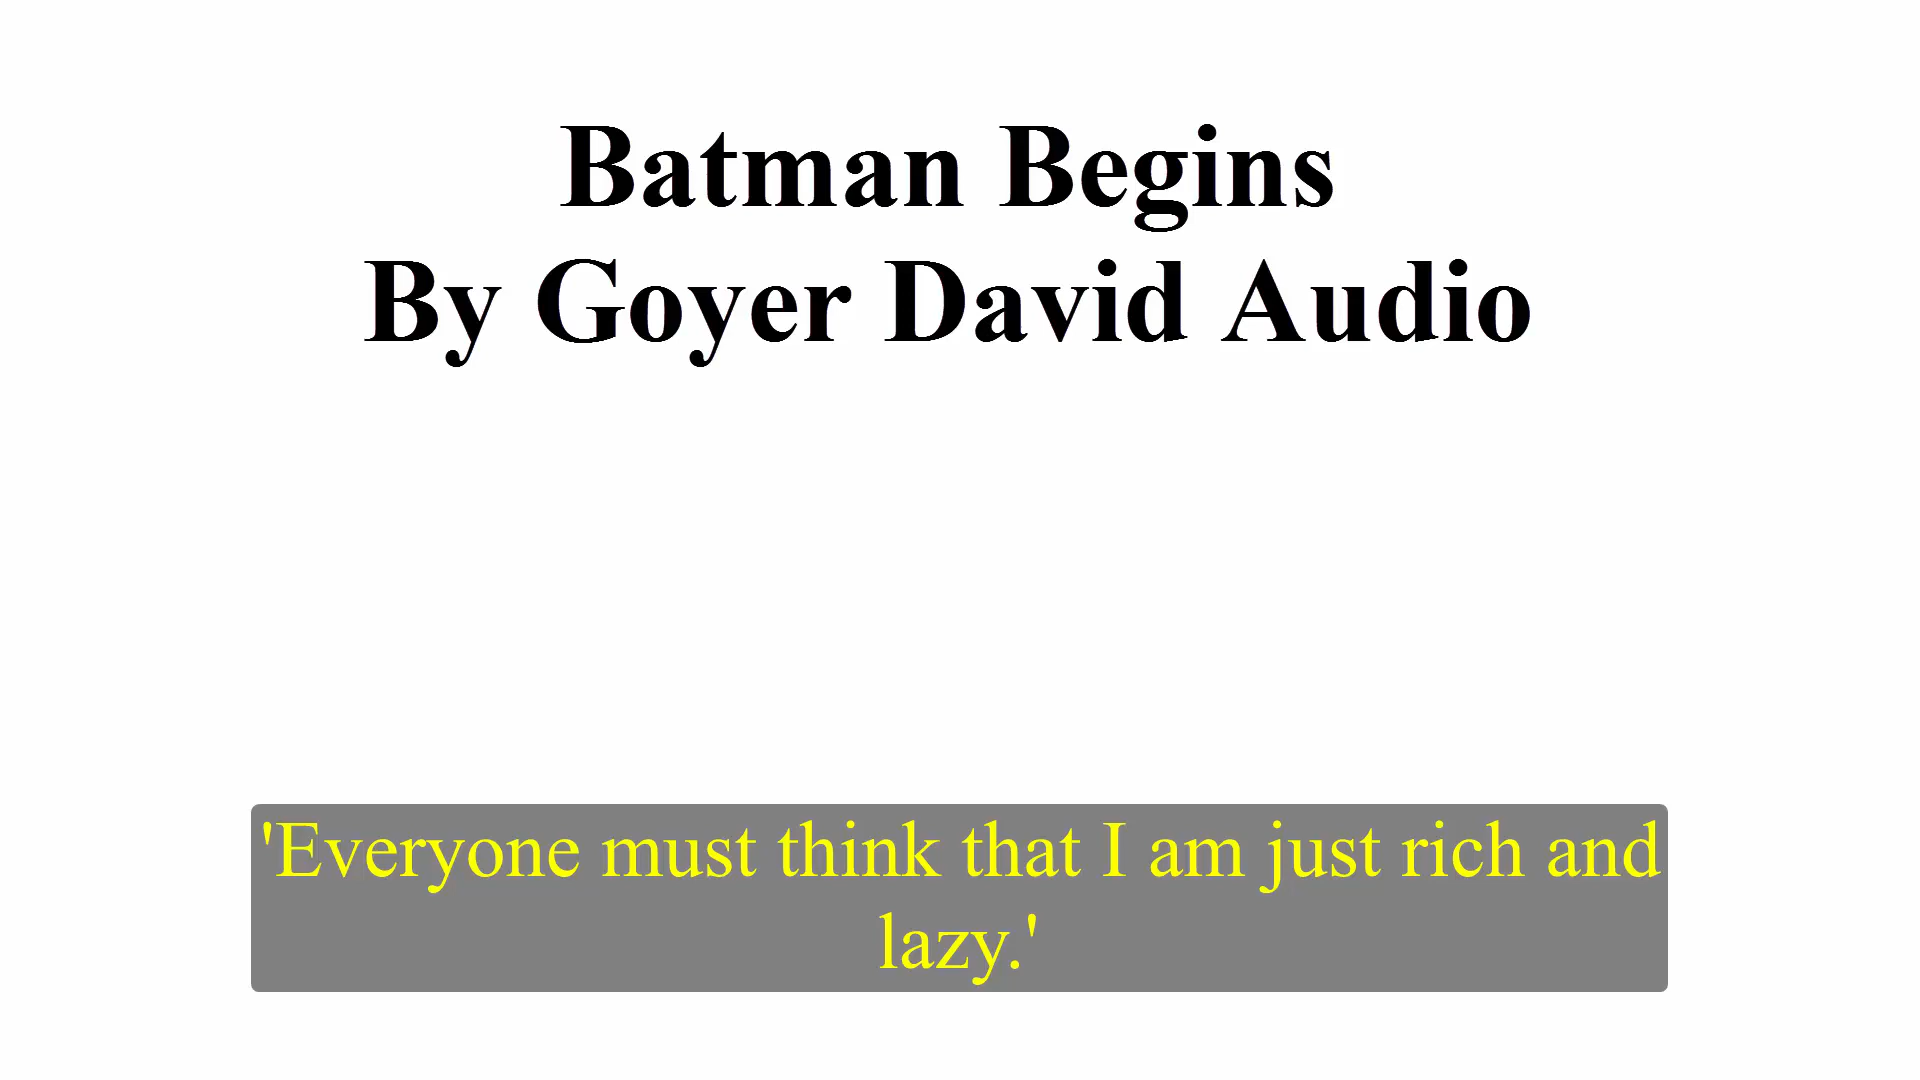 Batman Begins
By Goyer David Audio
'Everyone must think that I am just rich and
lazy.'